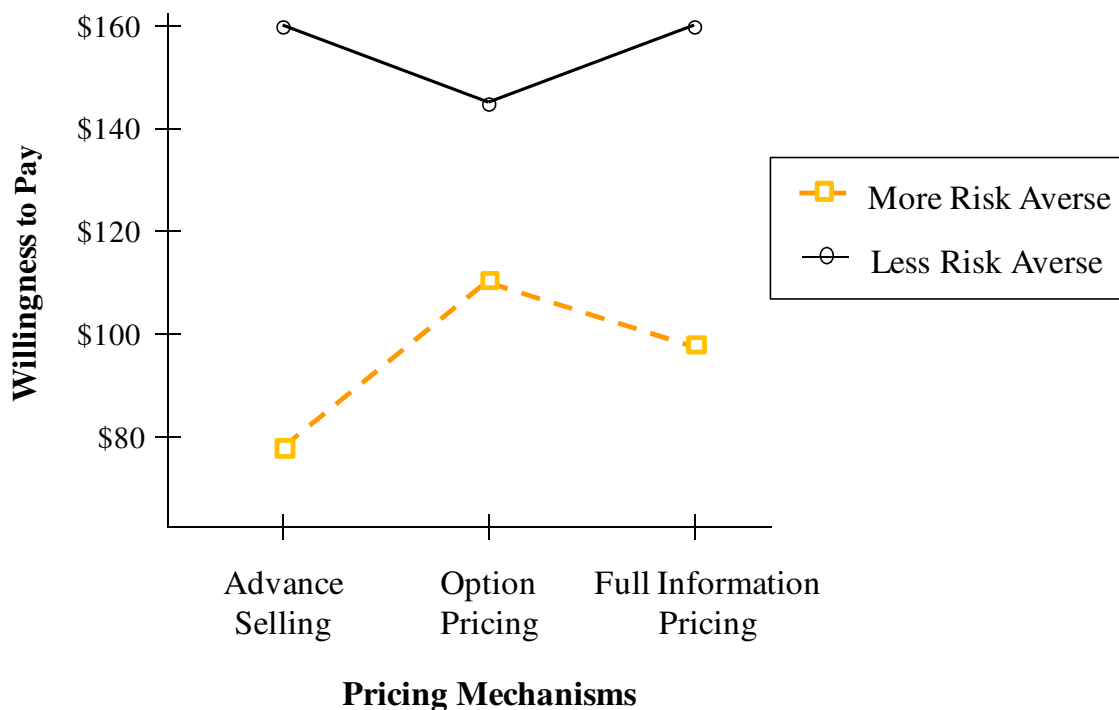 $160
$140
$120
$100
$80
Willingness to Pay
More Risk Averse
Less Risk Averse
Advance
Selling
Option
Pricing
Full Information
Pricing
Pricing Mechanisms